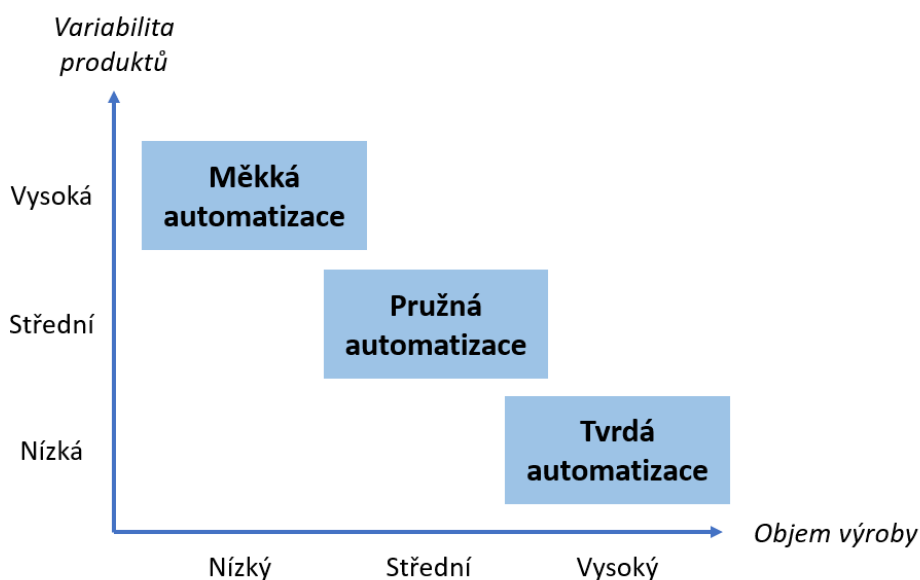 Variabilita
produktů
Vysoká
Měkká
automatizace
Střední
Pružná
automatizace
Nízká
Tvrdá
automatizace
Objem výroby
Nízký
Střední
Vysoký